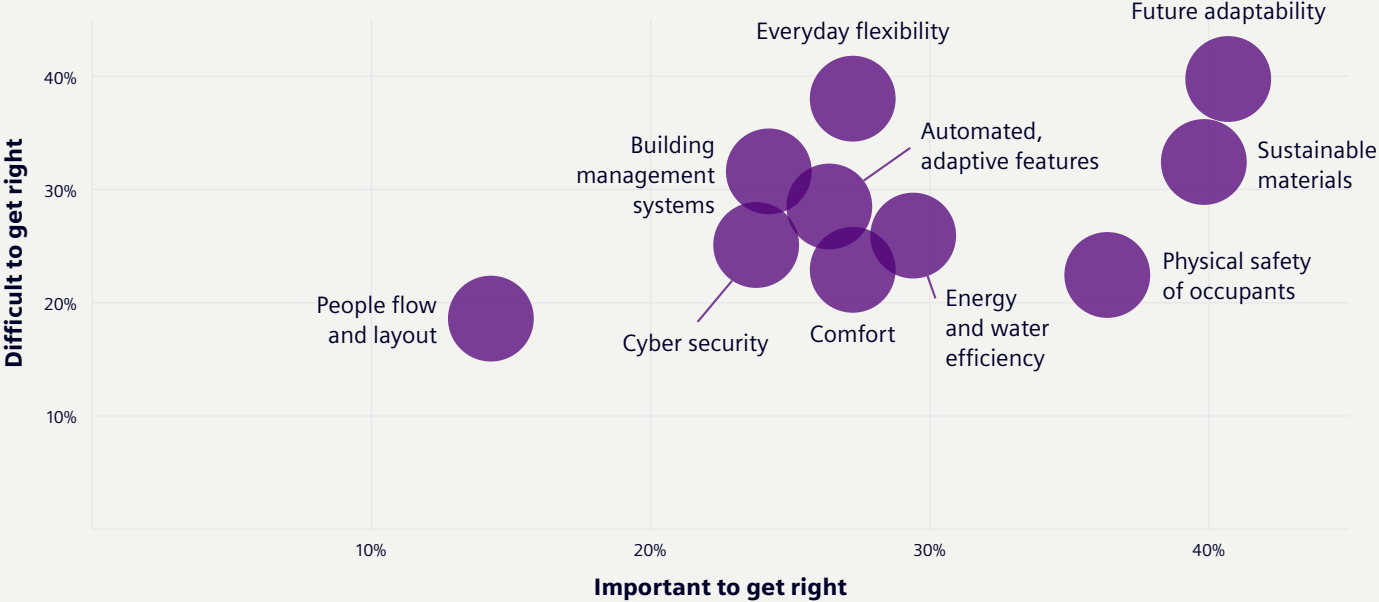 Future adaptability
Everyday flexibility
40%
Automated,
adaptive features
Building
management
systems
Sustainable
materials
30%
Difficult to get right
Physical safety
of occupants
People flow
and layout
20%
Energy
and water
efficiency
Cyber security
Comfort
10%
10%
20%
30%
40%
Important to get right